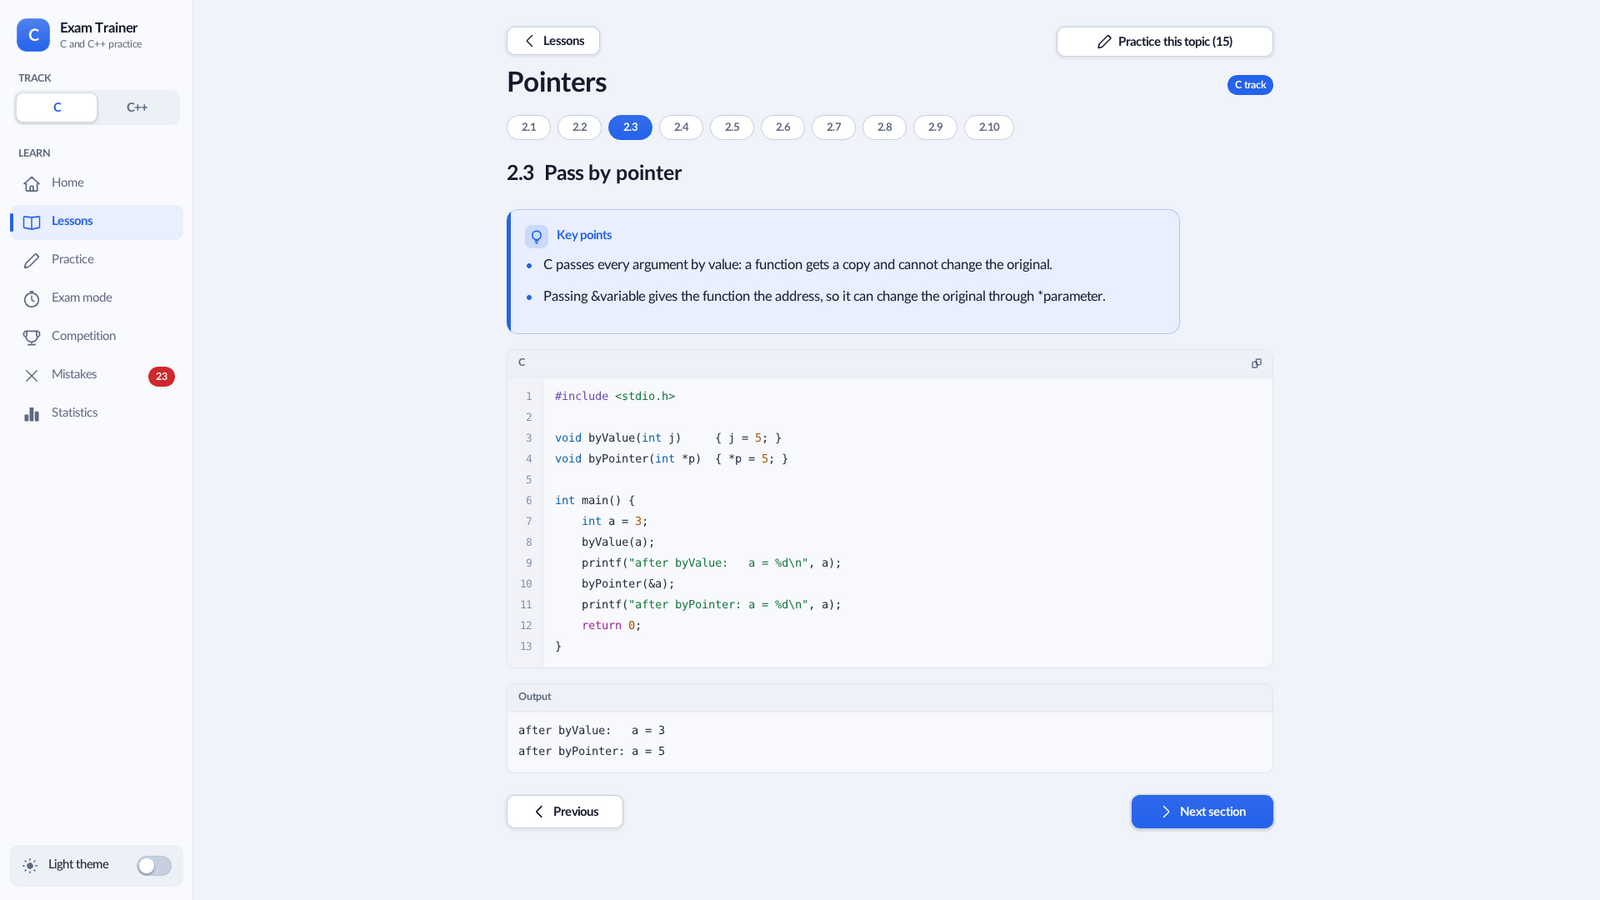 C
Exam Trainer
C and C++ practice
TRACK
C
C++
LEARN
Home
Lessons
Practice
Exam mode
Competition
Mistakes
23
Statistics
Light theme
Lessons
Practice this topic (15)
Pointers
C track
2.1
2.2
2.3
2.4
2.5
2.6
2.7
2.8
2.9
2.10
2.3 Pass by pointer
Key points
• C passes every argument by value: a function gets a copy and cannot change the original.
• Passing &variable gives the function the address, so it can change the original through *parameter.
C
1 #include <stdio.h>
2
3 void byValue(int j)     { j = 5; }
4 void byPointer(int *p)  { *p = 5; }
5
6 int main() {
7     int a = 3;
8     byValue(a);
9     printf("after byValue:   a = %d\n", a);
10     byPointer(&a);
11     printf("after byPointer: a = %d\n", a);
12     return 0;
13 }
Output
after byValue:   a = 3
after byPointer: a = 5
Previous
Next section